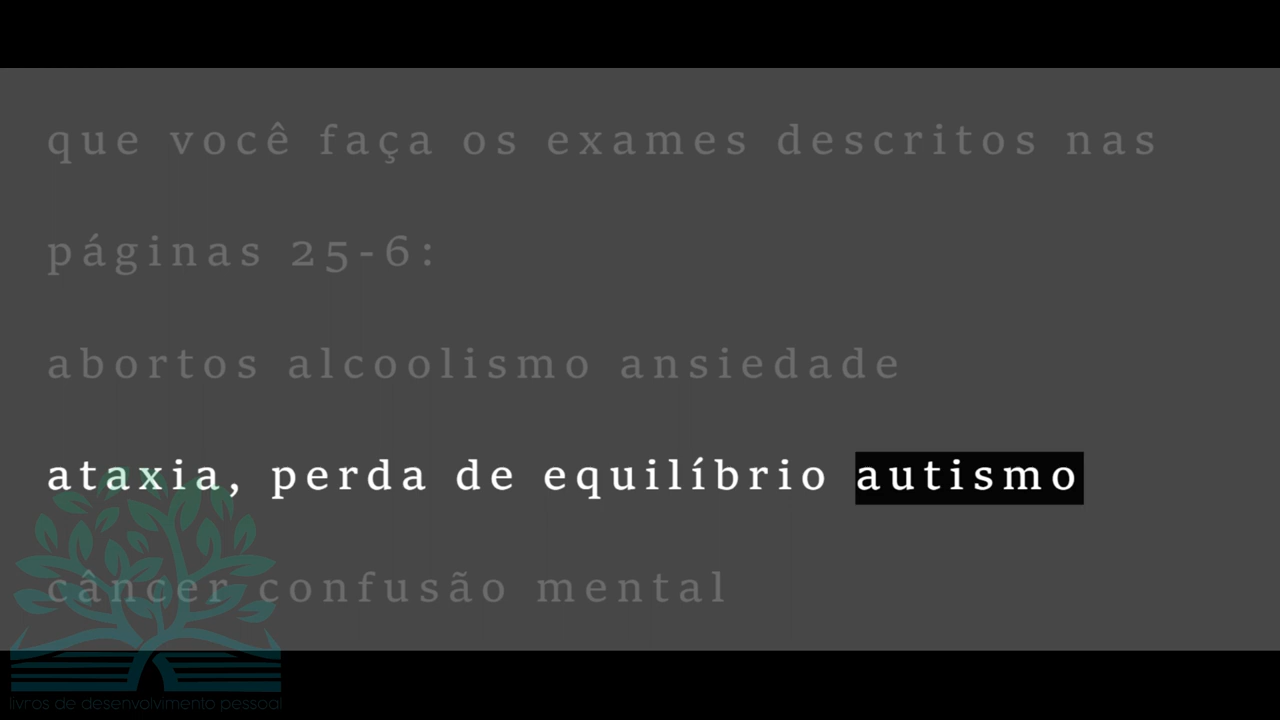 que você faça os exames descritos nas
páginas 25-6:
abortos alcoolismo ansiedade
ataxia, perda de equilíbrio autismo
câncer confusão mental
livros de desenvolvimento pessoal